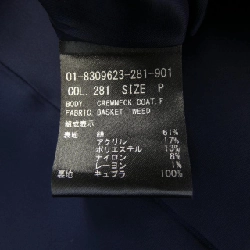 01-8309623-281-901
COL. 281 SIZE P
BODY CREWNECK COAT.F
FABRIC BASKET TWEED
組成表示
表地 綿 61%
アクリル 17%
ポリエステル 13%
ナイロン 8%
レーヨン 1%
裏地 キュプラ 100%